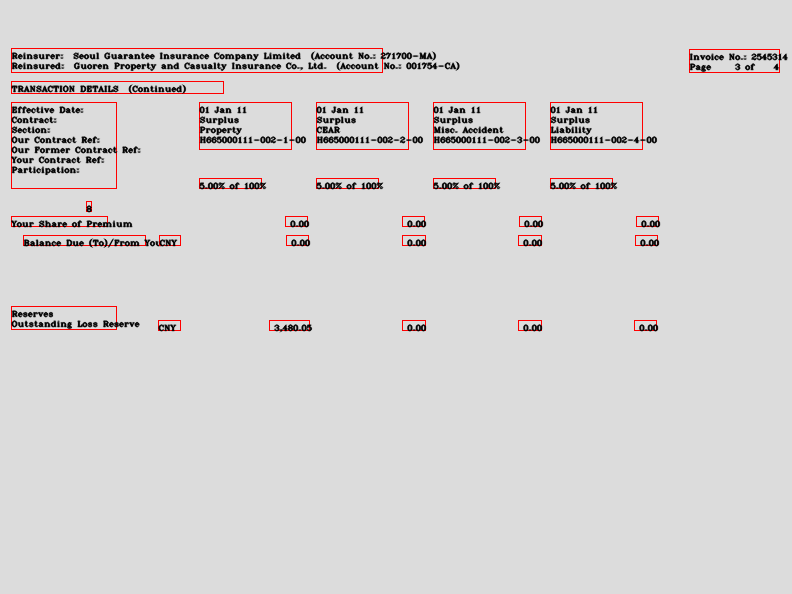 Reinsurer:  Seoul Guarantee Insurance Company Limited  (Account No.: 271700-MA)
Reinsured:  Guoren Property and Casualty Insurance Co., Ltd.  (Account No.: 001754-CA)
Invoice No.: 2545314
Page 3 of 4
TRANSACTION DETAILS  (Continued)
Effective Date: 01 Jan 11 01 Jan 11 01 Jan 11 01 Jan 11
Contract: Surplus Surplus Surplus Surplus
Section: Property CEAR Misc. Accident Liability
Our Contract Ref: H665000111-002-1-00 H665000111-002-2-00 H665000111-002-3-00 H665000111-002-4-00
Our Former Contract Ref:
Your Contract Ref:
Participation:
5.00% of 100% 5.00% of 100% 5.00% of 100% 5.00% of 100%
Your Share of Premium 0.00 0.00 0.00 0.00
Balance Due (To)/From You CNY 0.00 0.00 0.00 0.00
Reserves
Outstanding Loss Reserve CNY 3,480.05 0.00 0.00 0.00